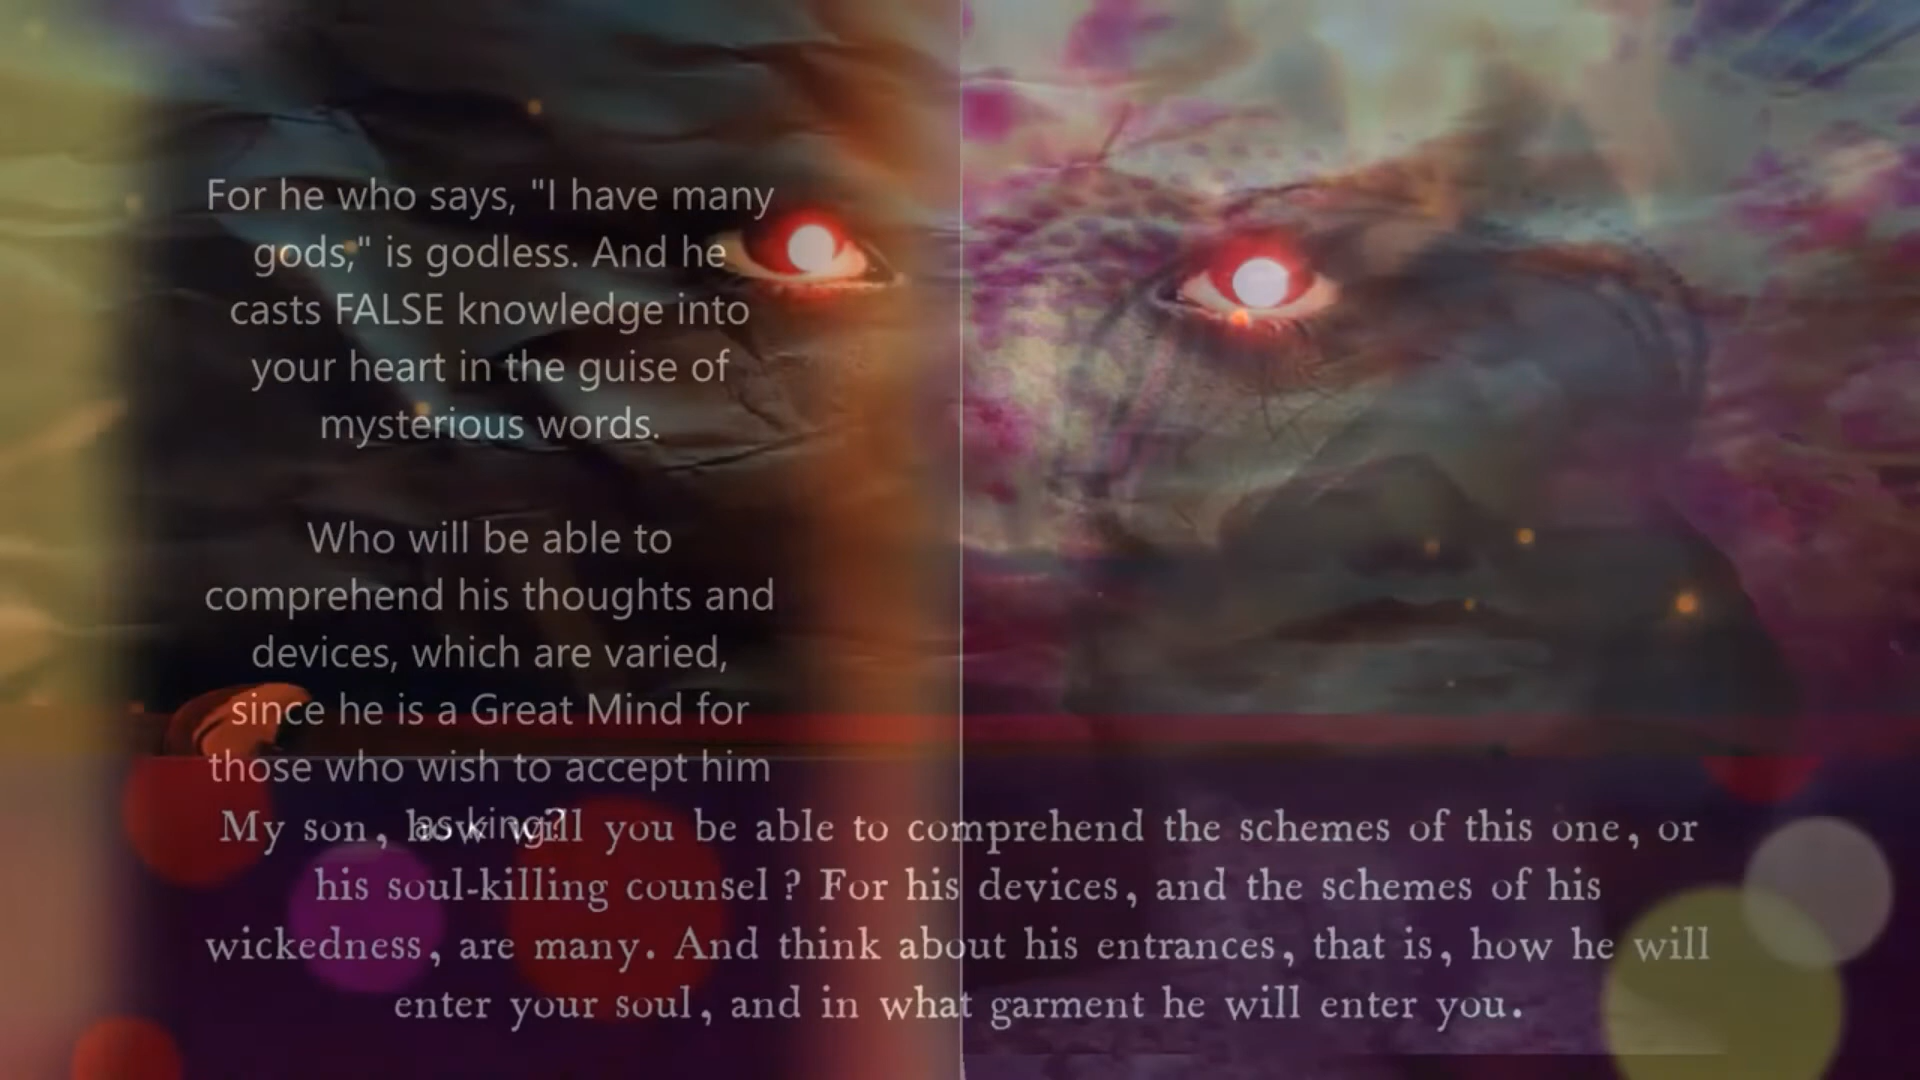 For he who says, "I have many
gods," is godless. And he
casts FALSE knowledge into
your heart in the guise of
mysterious words.
Who will be able to
comprehend his thoughts and
devices, which are varied,
since he is a Great Mind for
those who wish to accept him
as king?
My son, how will you be able to comprehend the schemes of this one, or
his soul-killing counsel ? For his devices, and the schemes of his
wickedness, are many. And think about his entrances, that is, how he will
enter your soul, and in what garment he will enter you.